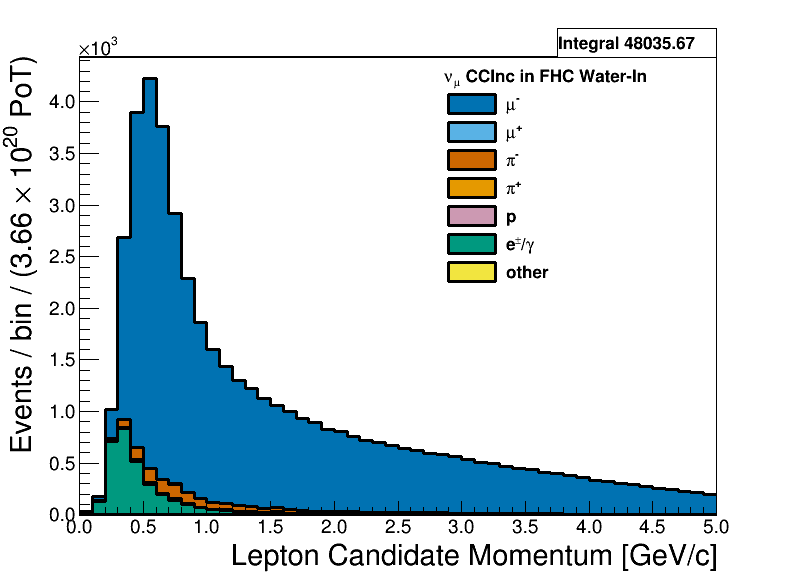 ×10³
Integral 48035.67
ν_μ CCInc in FHC Water-In
μ⁻
μ⁺
π⁻
π⁺
p
e^±/γ
other
Events / bin / (3.66 × 10²⁰ PoT)
4.0
3.5
3.0
2.5
2.0
1.5
1.0
0.5
0.0
0.0 0.5 1.0 1.5 2.0 2.5 3.0 3.5 4.0 4.5 5.0
Lepton Candidate Momentum [GeV/c]